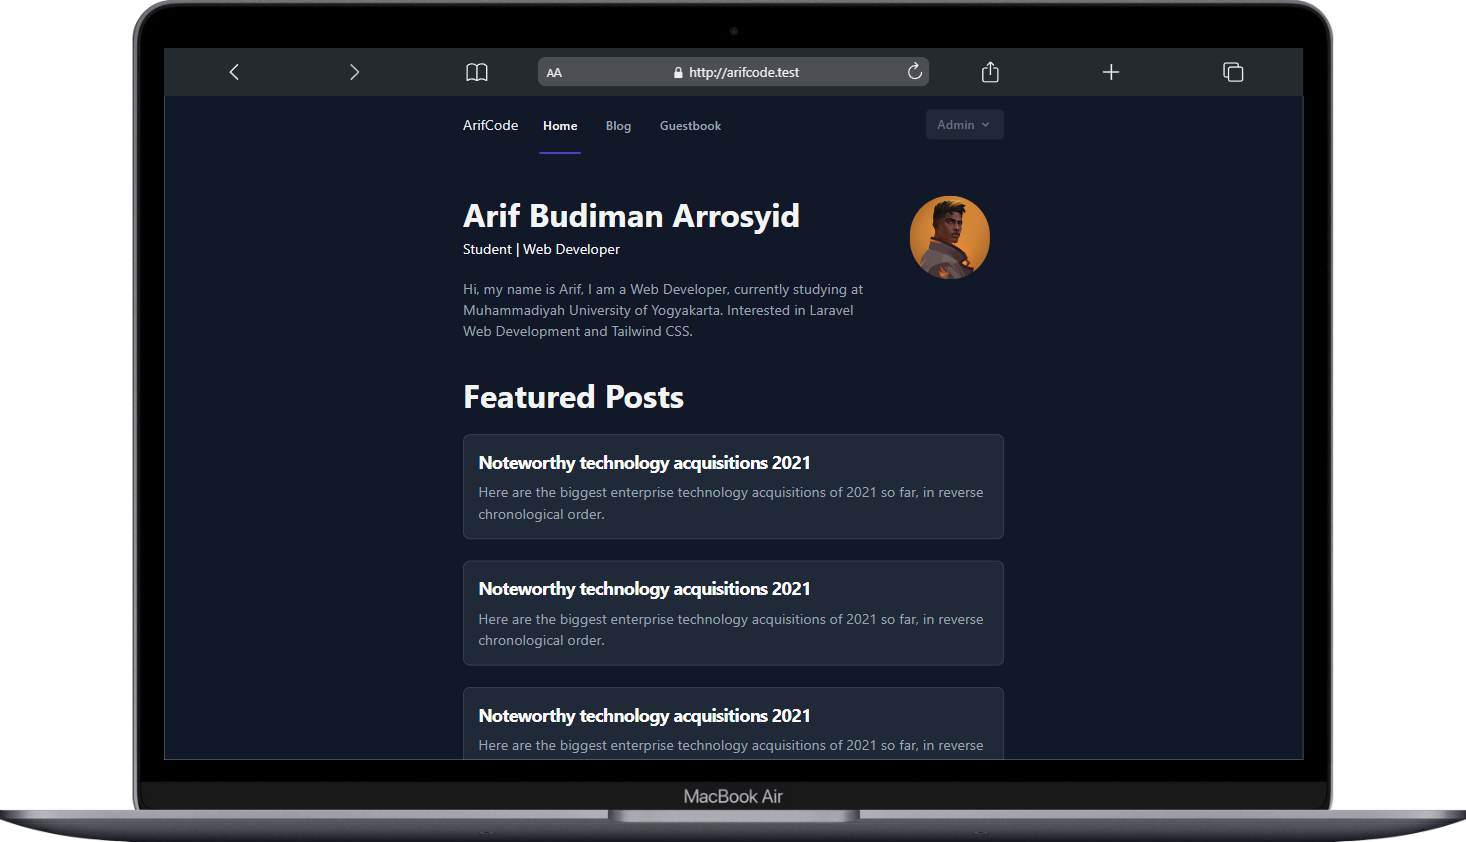 AA http://arifcode.test
ArifCode Home Blog Guestbook Admin
Arif Budiman Arrosyid
Student | Web Developer
Hi, my name is Arif, I am a Web Developer, currently studying at
Muhammadiyah University of Yogyakarta. Interested in Laravel
Web Development and Tailwind CSS.
Featured Posts
Noteworthy technology acquisitions 2021
Here are the biggest enterprise technology acquisitions of 2021 so far, in reverse
chronological order.
Noteworthy technology acquisitions 2021
Here are the biggest enterprise technology acquisitions of 2021 so far, in reverse
chronological order.
Noteworthy technology acquisitions 2021
Here are the biggest enterprise technology acquisitions of 2021 so far, in reverse
MacBook Air